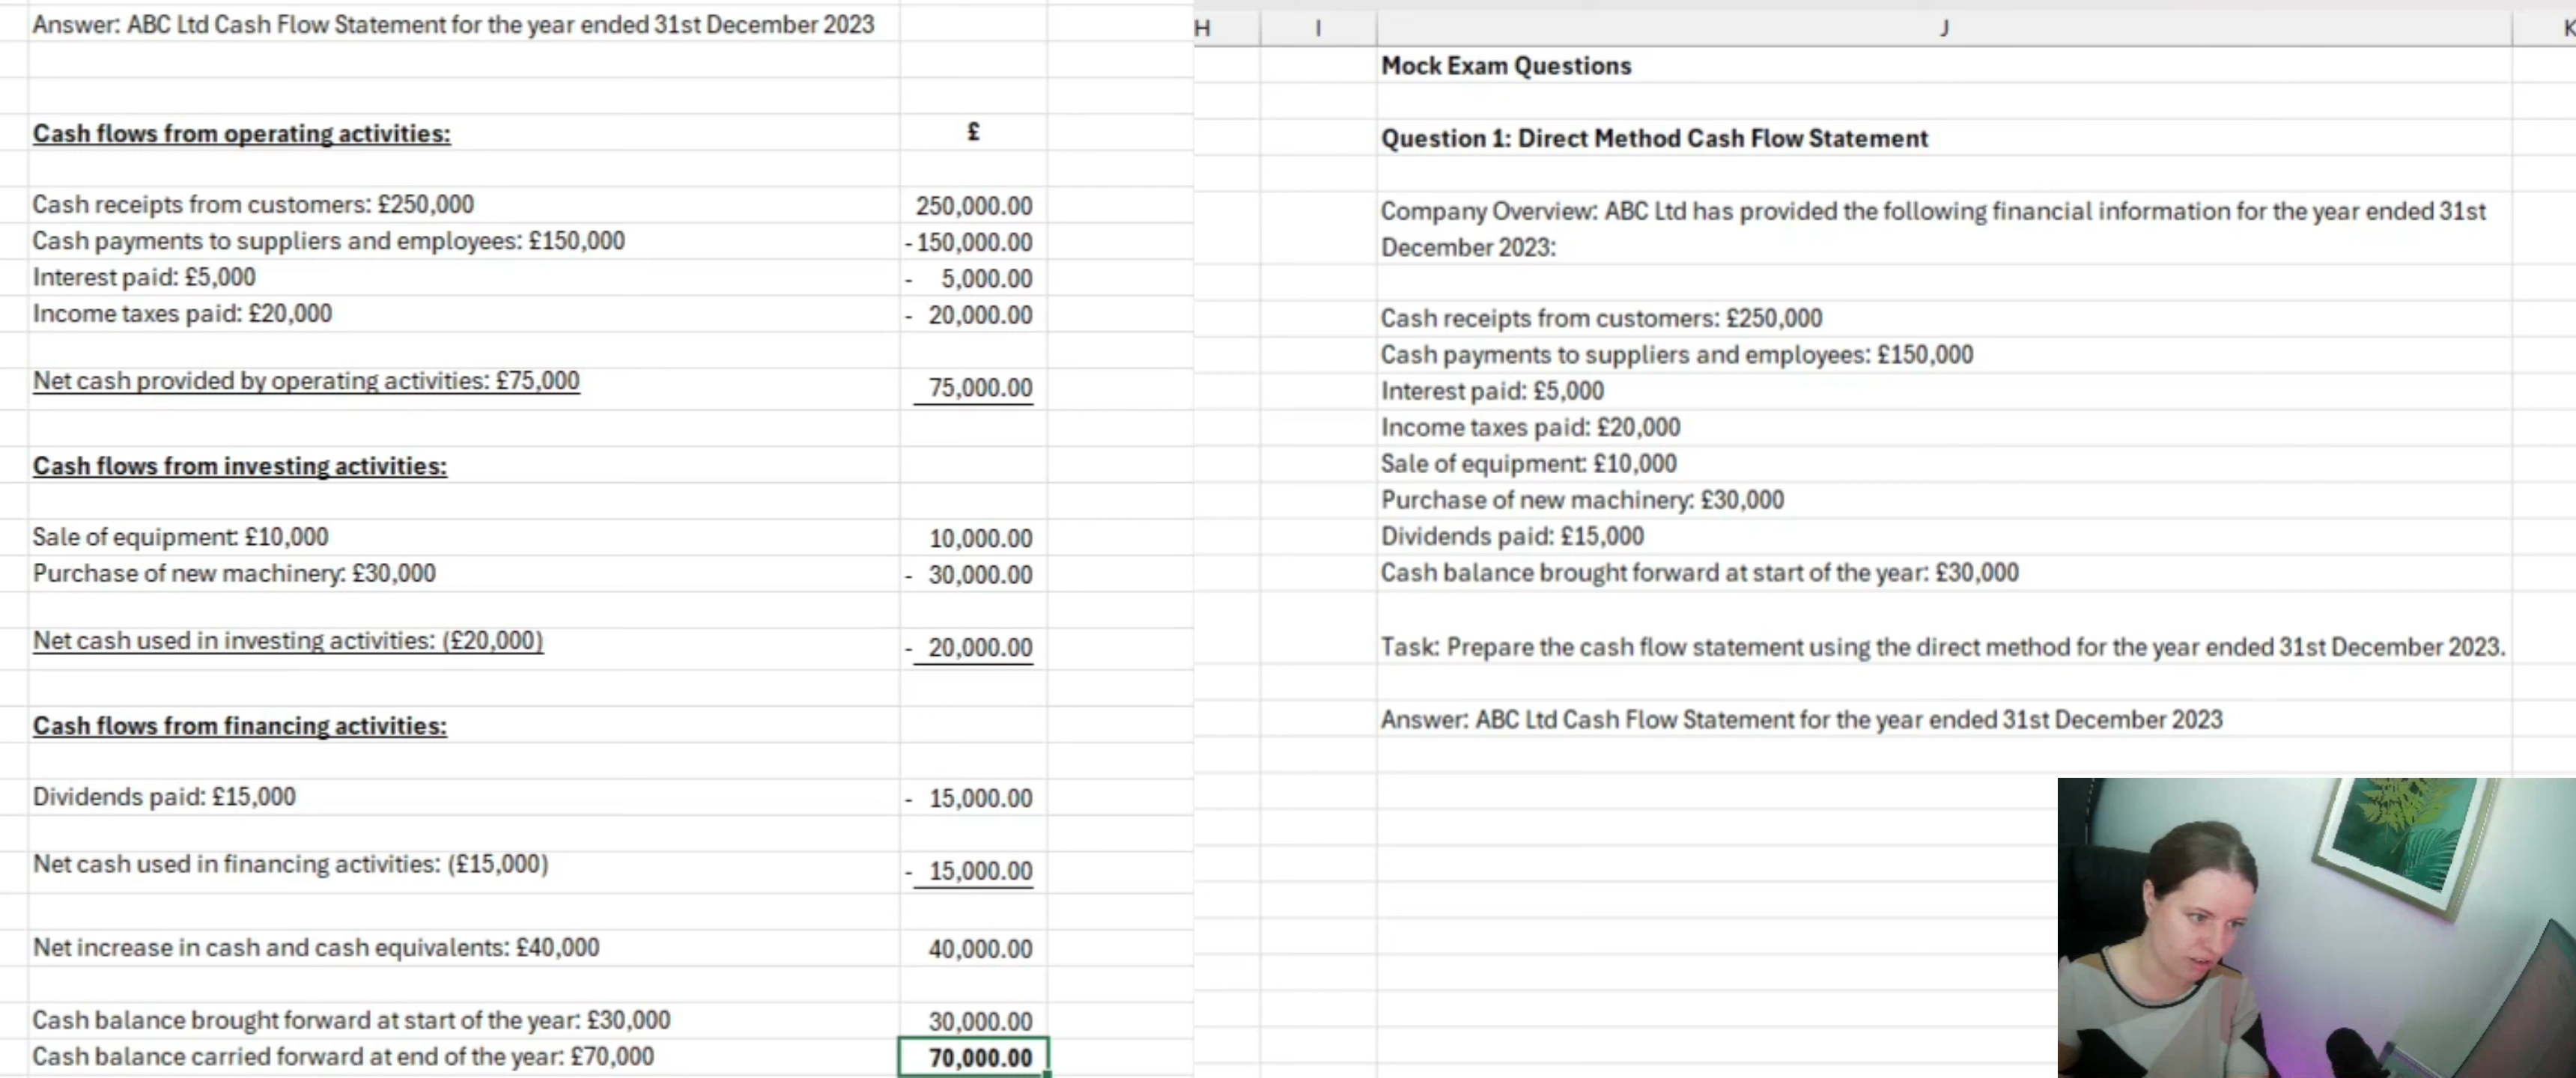 Answer: ABC Ltd Cash Flow Statement for the year ended 31st December 2023
Cash flows from operating activities: £
Cash receipts from customers: £250,000 250,000.00
Cash payments to suppliers and employees: £150,000 -150,000.00
Interest paid: £5,000 - 5,000.00
Income taxes paid: £20,000 - 20,000.00
Net cash provided by operating activities: £75,000 75,000.00
Cash flows from investing activities:
Sale of equipment: £10,000 10,000.00
Purchase of new machinery: £30,000 - 30,000.00
Net cash used in investing activities: (£20,000) - 20,000.00
Cash flows from financing activities:
Dividends paid: £15,000 - 15,000.00
Net cash used in financing activities: (£15,000) - 15,000.00
Net increase in cash and cash equivalents: £40,000 40,000.00
Cash balance brought forward at start of the year: £30,000 30,000.00
Cash balance carried forward at end of the year: £70,000 70,000.00
H I J K
Mock Exam Questions
Question 1: Direct Method Cash Flow Statement
Company Overview: ABC Ltd has provided the following financial information for the year ended 31st
December 2023:
Cash receipts from customers: £250,000
Cash payments to suppliers and employees: £150,000
Interest paid: £5,000
Income taxes paid: £20,000
Sale of equipment: £10,000
Purchase of new machinery: £30,000
Dividends paid: £15,000
Cash balance brought forward at start of the year: £30,000
Task: Prepare the cash flow statement using the direct method for the year ended 31st December 2023.
Answer: ABC Ltd Cash Flow Statement for the year ended 31st December 2023